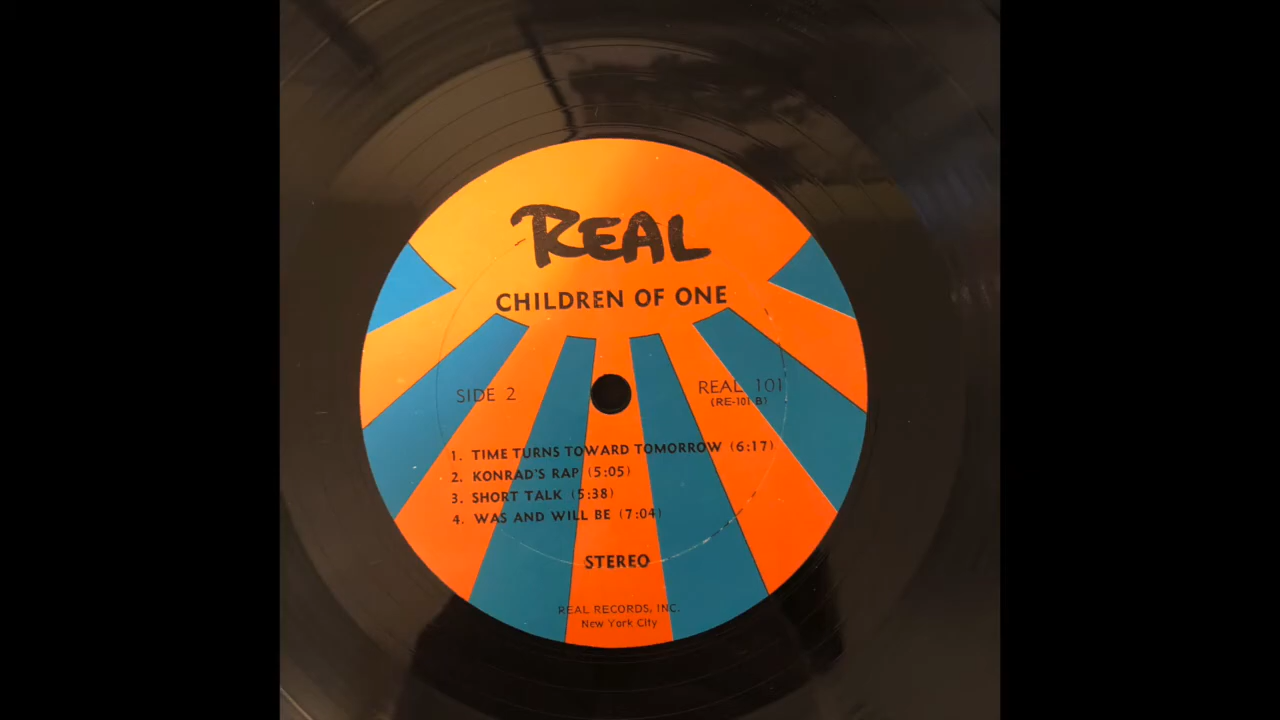 REAL
CHILDREN OF ONE
SIDE 2
REAL 101
(RE-101-B)
1. TIME TURNS TOWARD TOMORROW (6:17)
2. KONRAD'S RAP (5:05)
3. SHORT TALK (5:38)
4. WAS AND WILL BE (7:04)
STEREO
REAL RECORDS, INC.
New York City